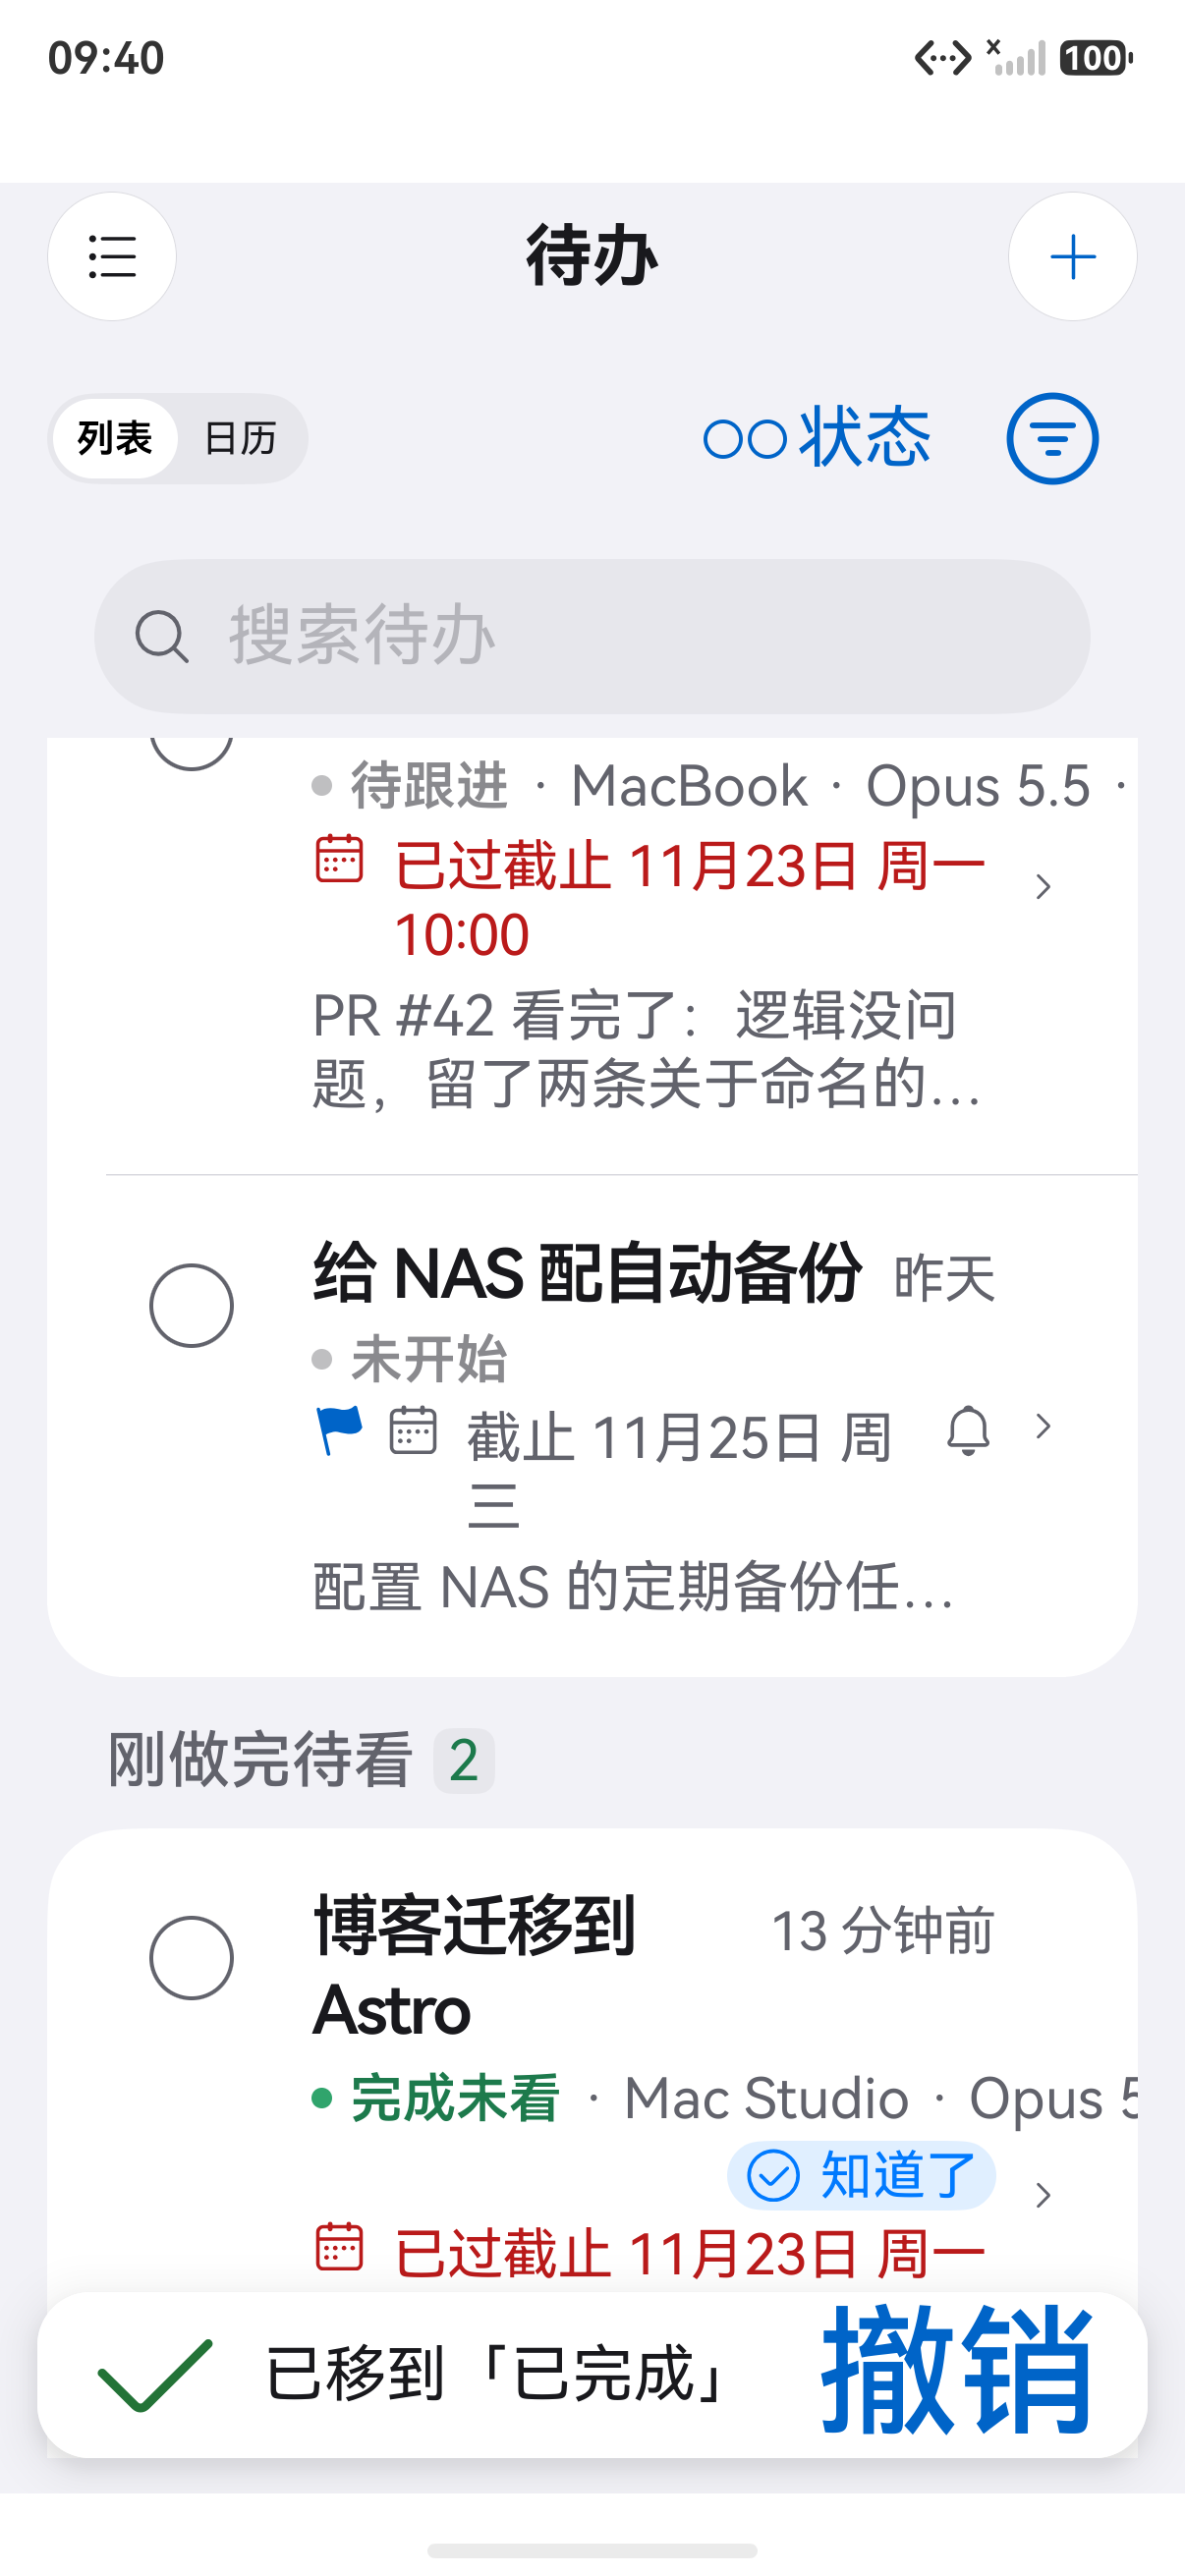 09:40
100
待办
列表 日历 状态
搜索待办
待跟进 · MacBook · Opus 5.5 ·
已过截止 11月23日 周一
10:00
PR #42 看完了：逻辑没问
题，留了两条关于命名的…
给 NAS 配自动备份 昨天
未开始
截止 11月25日 周
三
配置 NAS 的定期备份任…
刚做完待看 2
博客迁移到 13 分钟前
Astro
完成未看 · Mac Studio · Opus 5
知道了
已过截止 11月23日 周一
已移到「已完成」 撤销